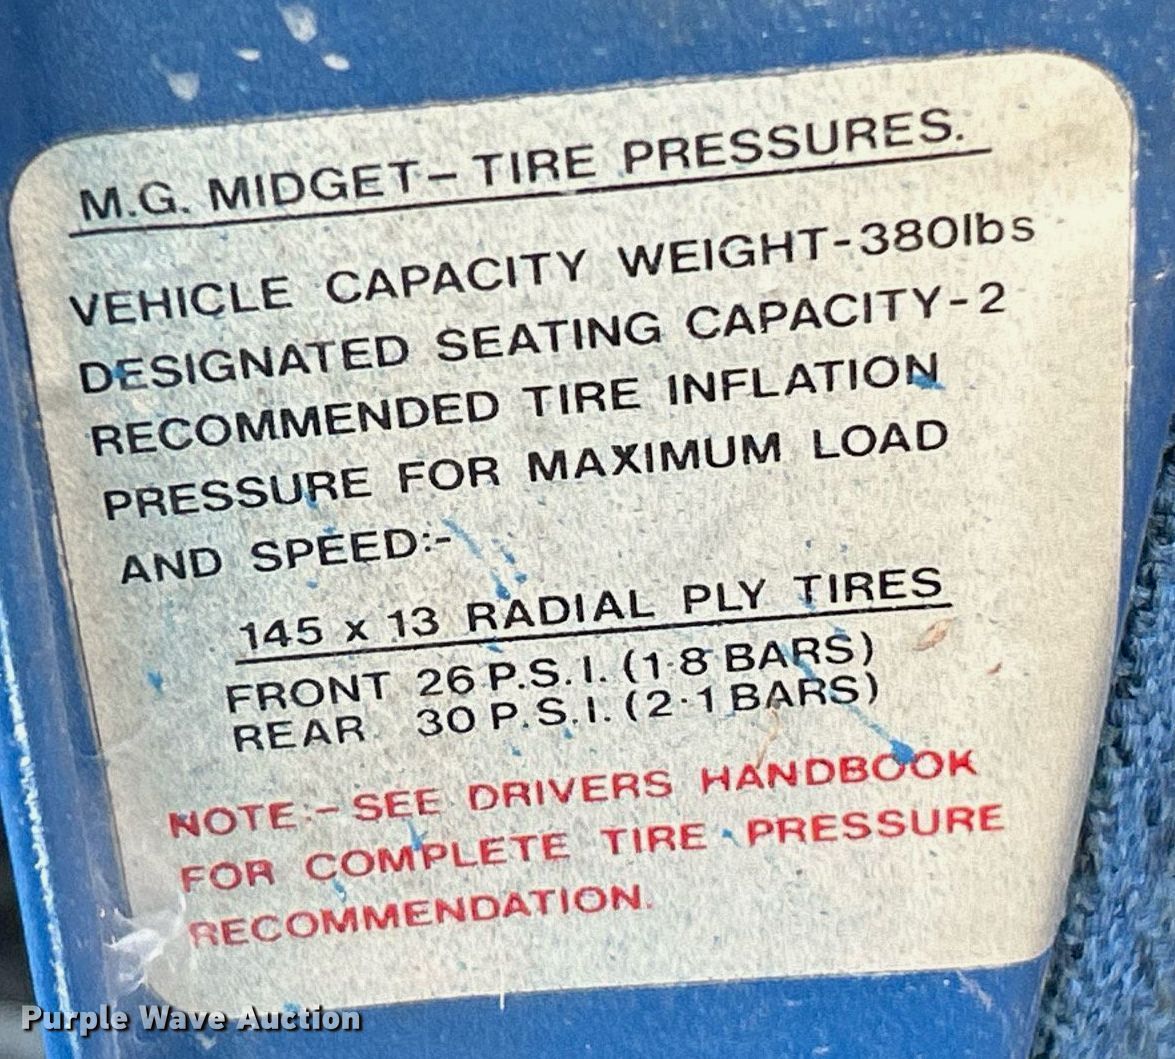 M.G. MIDGET - TIRE PRESSURES.
VEHICLE CAPACITY WEIGHT-380lbs
DESIGNATED SEATING CAPACITY-2
RECOMMENDED TIRE INFLATION
PRESSURE FOR MAXIMUM LOAD
AND SPEED:-
145 x 13 RADIAL PLY TIRES
FRONT 26 P.S.I. (1·8 BARS)
REAR 30 P.S.I. (2·1 BARS)
NOTE:- SEE DRIVERS HANDBOOK
FOR COMPLETE TIRE PRESSURE
RECOMMENDATION.
Purple Wave Auction